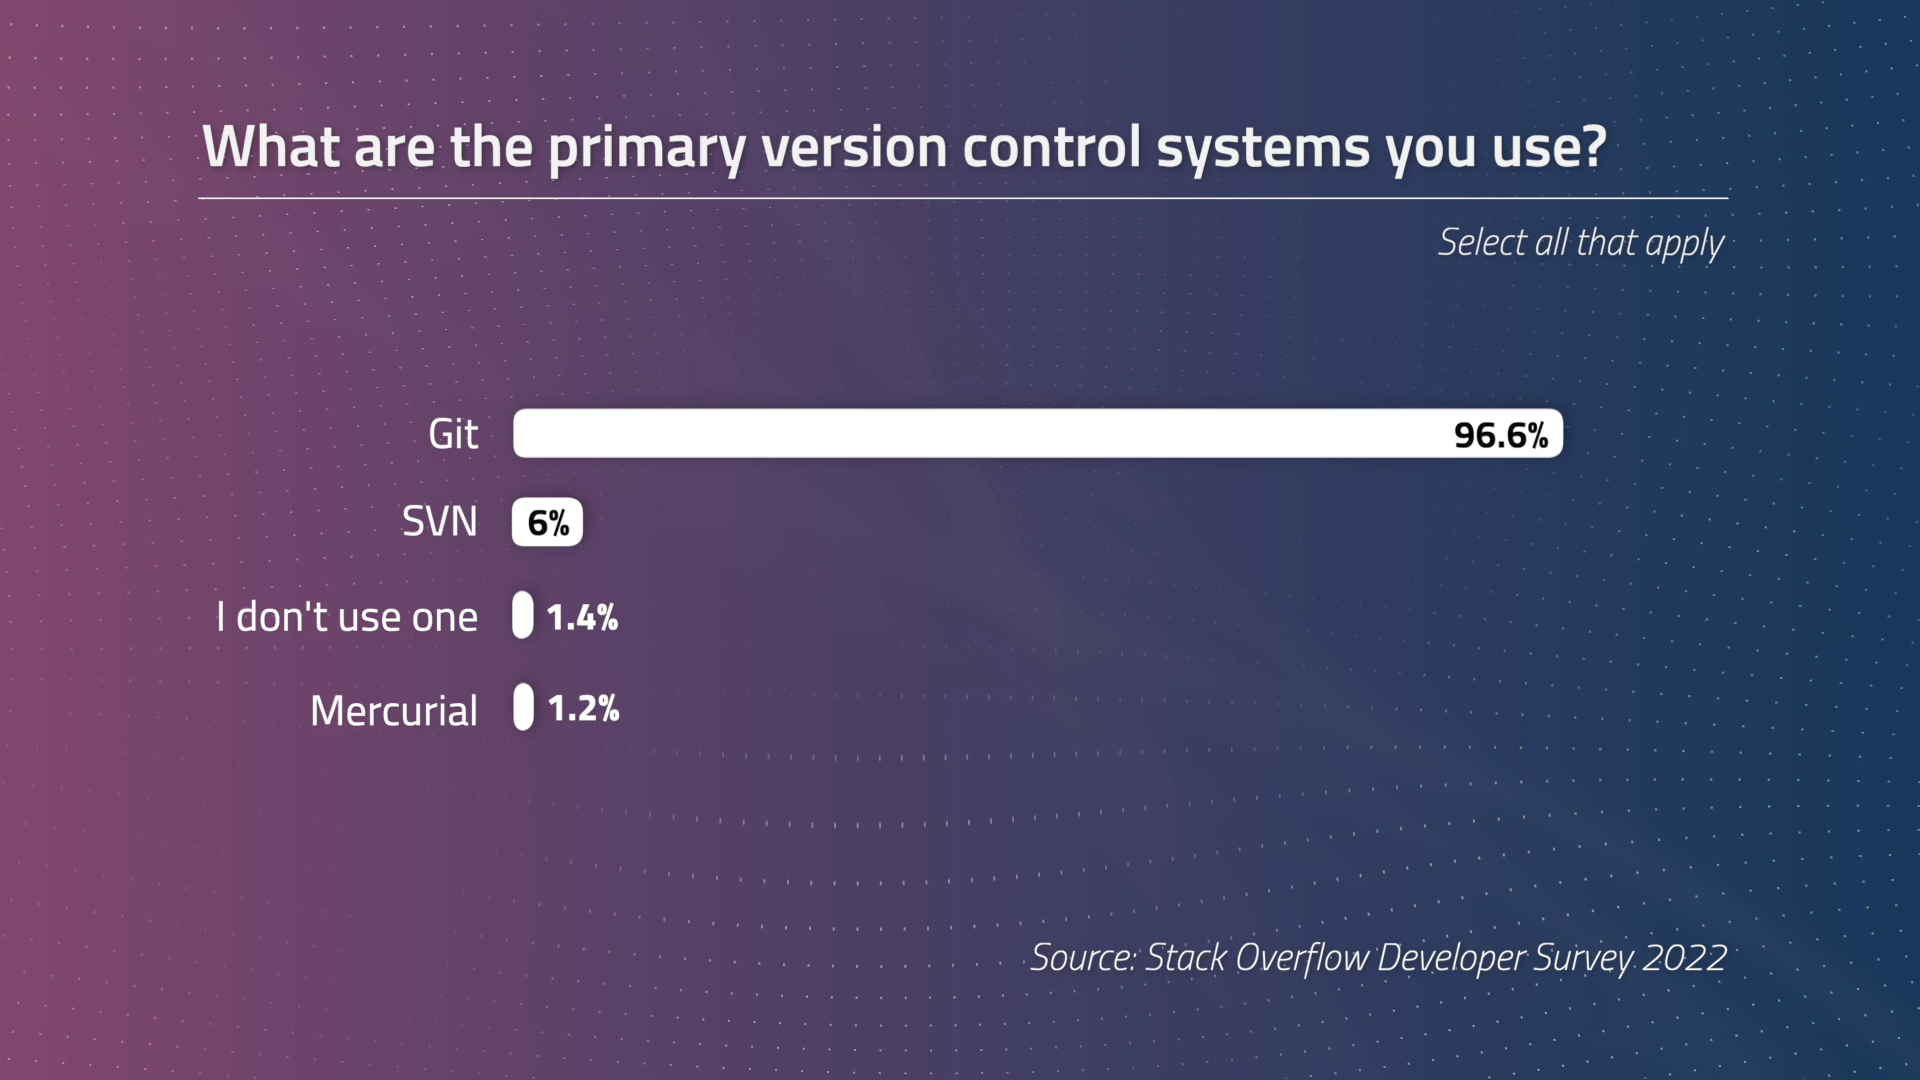 What are the primary version control systems you use?
Select all that apply
Git 96.6%
SVN 6%
I don't use one 1.4%
Mercurial 1.2%
Source: Stack Overflow Developer Survey 2022